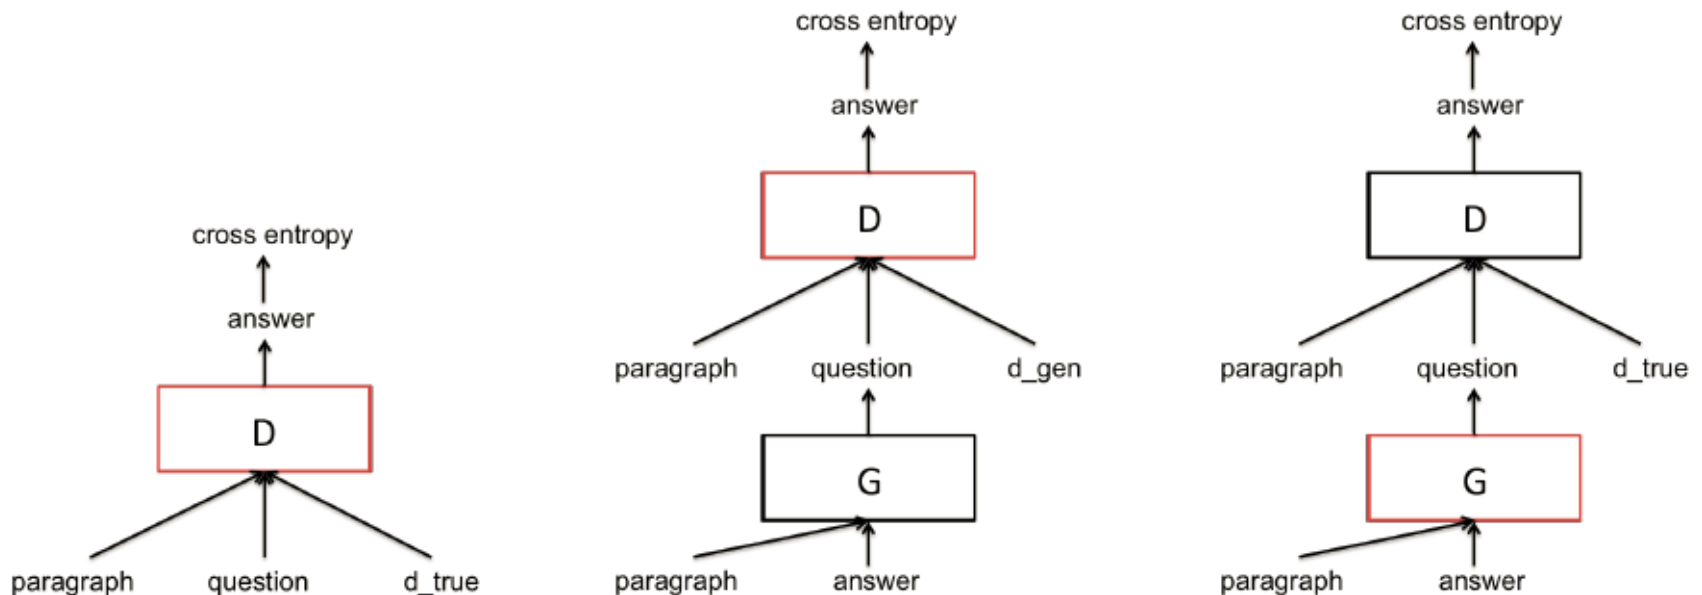 cross entropy
answer
D
paragraph question d_true
cross entropy
answer
D
paragraph question d_gen
G
paragraph answer
cross entropy
answer
D
paragraph question d_true
G
paragraph answer